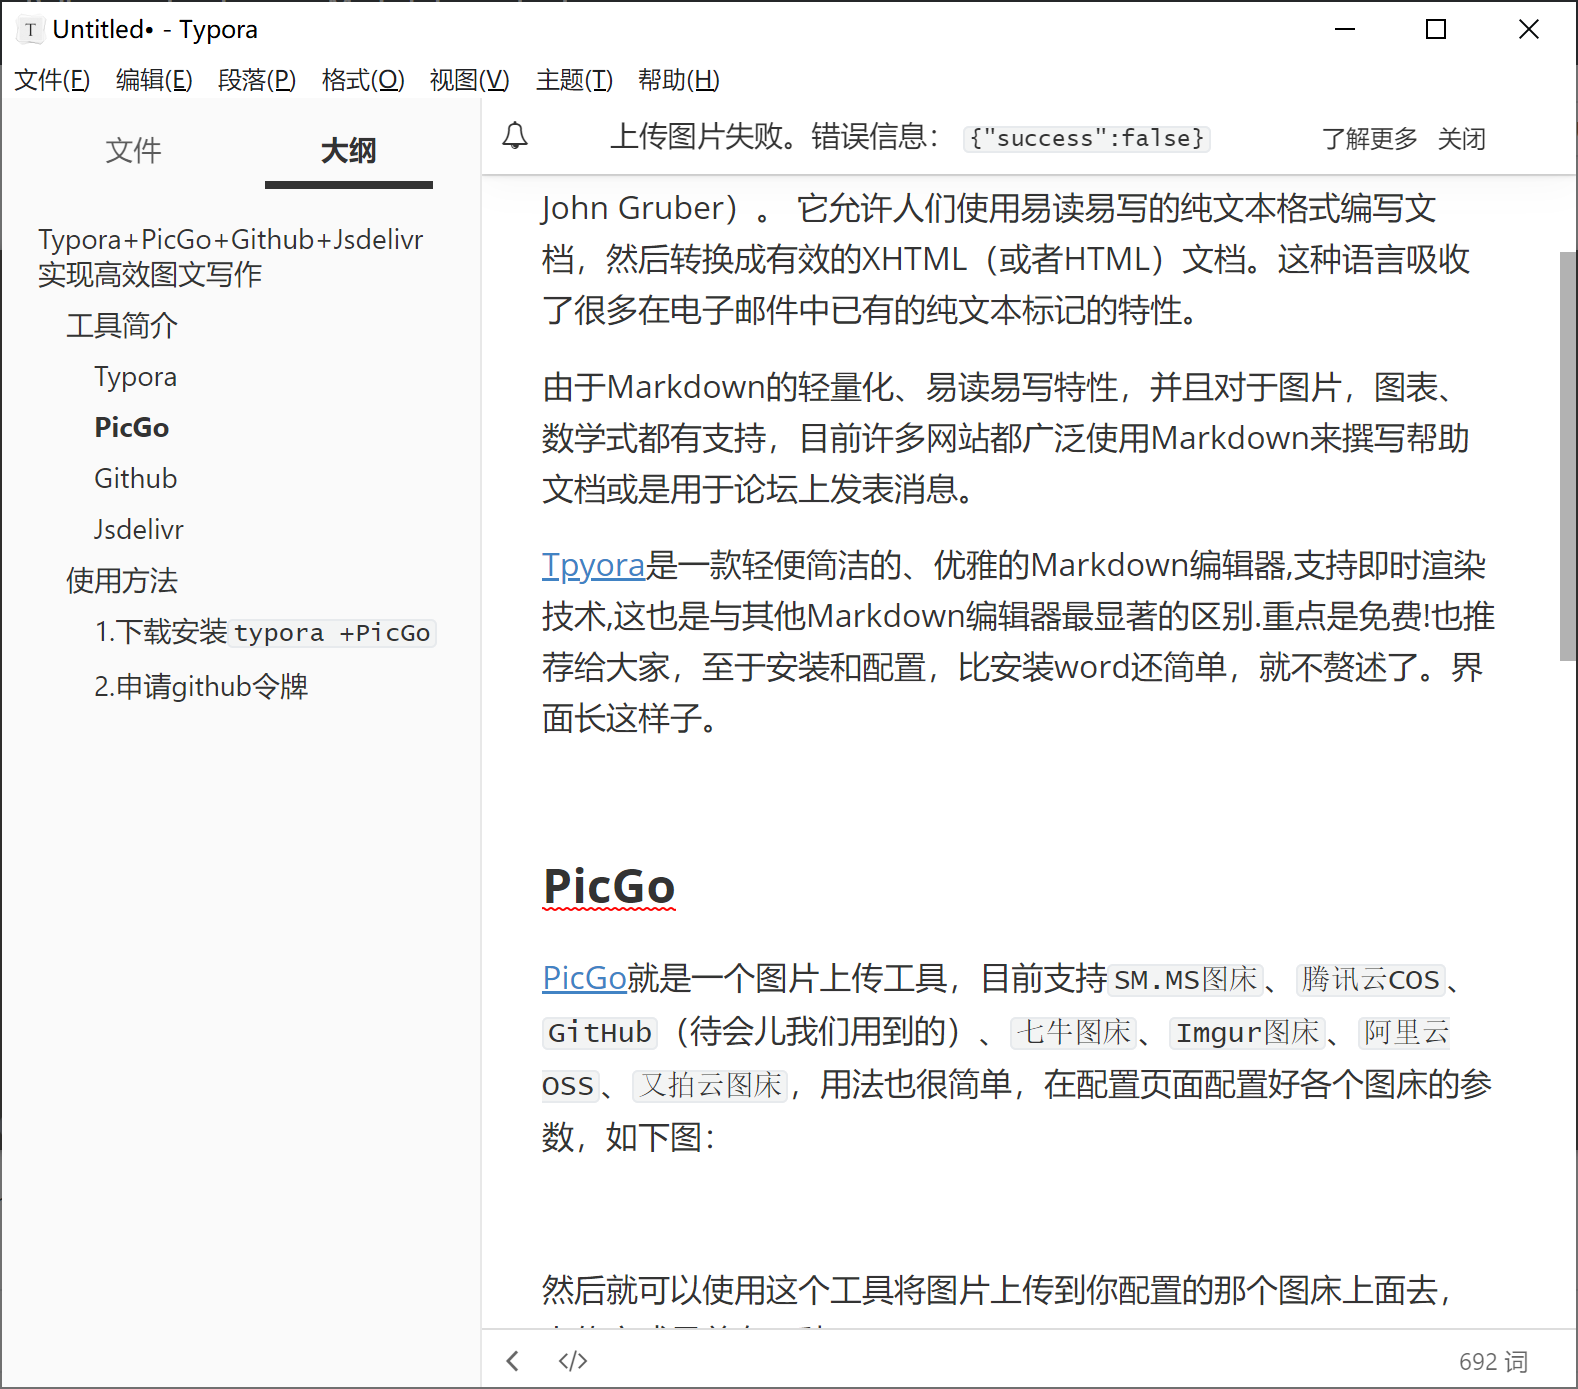 Untitled• - Typora
文件(F) 编辑(E) 段落(P) 格式(O) 视图(V) 主题(T) 帮助(H)
文件 大纲
Typora+PicGo+Github+Jsdelivr
实现高效图文写作
工具简介
Typora
PicGo
Github
Jsdelivr
使用方法
1.下载安装typora +PicGo
2.申请github令牌
上传图片失败。错误信息： {"success":false} 了解更多 关闭
John Gruber）。 它允许人们使用易读易写的纯文本格式编写文
档，然后转换成有效的XHTML（或者HTML）文档。这种语言吸收
了很多在电子邮件中已有的纯文本标记的特性。
由于Markdown的轻量化、易读易写特性，并且对于图片，图表、
数学式都有支持，目前许多网站都广泛使用Markdown来撰写帮助
文档或是用于论坛上发表消息。
Tpyora是一款轻便简洁的、优雅的Markdown编辑器,支持即时渲染
技术,这也是与其他Markdown编辑器最显著的区别.重点是免费!也推
荐给大家，至于安装和配置，比安装word还简单，就不赘述了。界
面长这样子。
PicGo
PicGo就是一个图片上传工具，目前支持SM.MS图床、腾讯云COS、
GitHub（待会儿我们用到的）、七牛图床、Imgur图床、阿里云
OSS、又拍云图床，用法也很简单，在配置页面配置好各个图床的参
数，如下图：
然后就可以使用这个工具将图片上传到你配置的那个图床上面去，
692 词